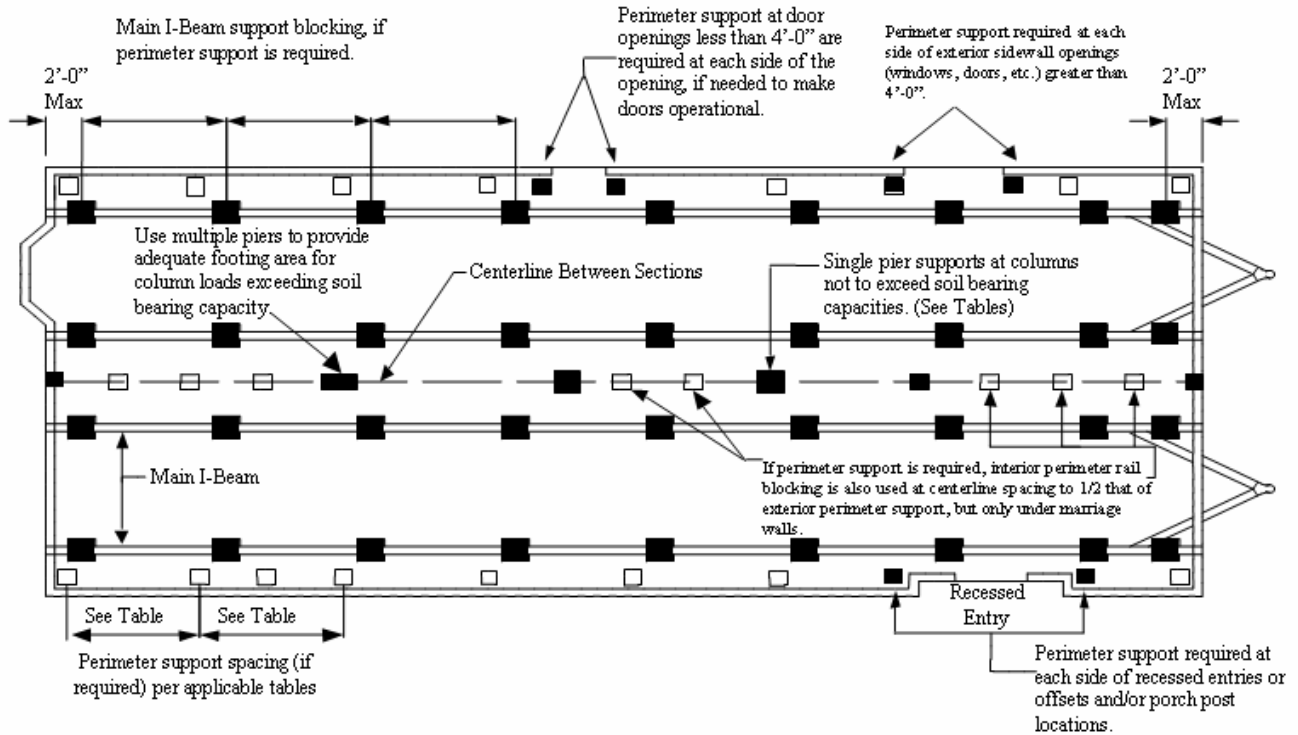 Main I-Beam support blocking, if
perimeter support is required.
Perimeter support at door
openings less than 4’-0” are
required at each side of the
opening, if needed to make
doors operational.
Perimeter support required at each
side of exterior sidewall openings
(windows, doors, etc.) greater than
4’-0”.
2’-0”
Max
2’-0”
Max
Use multiple piers to provide
adequate footing area for
column loads exceeding soil
bearing capacity
Centerline Between Sections
Single pier supports at columns
not to exceed soil bearing
capacities. (See Tables)
Main I-Beam
If perimeter support is required, interior perimeter rail
blocking is also used at centerline spacing to 1/2 that of
exterior perimeter support, but only under marriage
walls.
See Table
See Table
Perimeter support spacing (if
required) per applicable tables
Recessed
Entry
Perimeter support required at
each side of recessed entries or
offsets and/or porch post
locations.